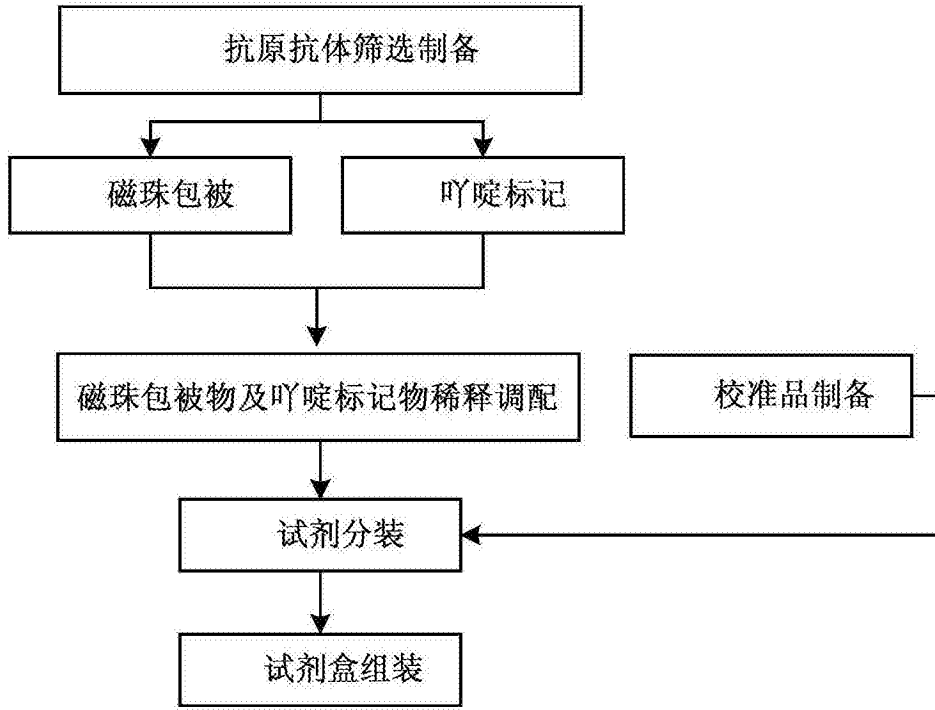 抗原抗体筛选制备
磁珠包被
吖啶标记
磁珠包被物及吖啶标记物稀释调配
校准品制备
试剂分装
试剂盒组装